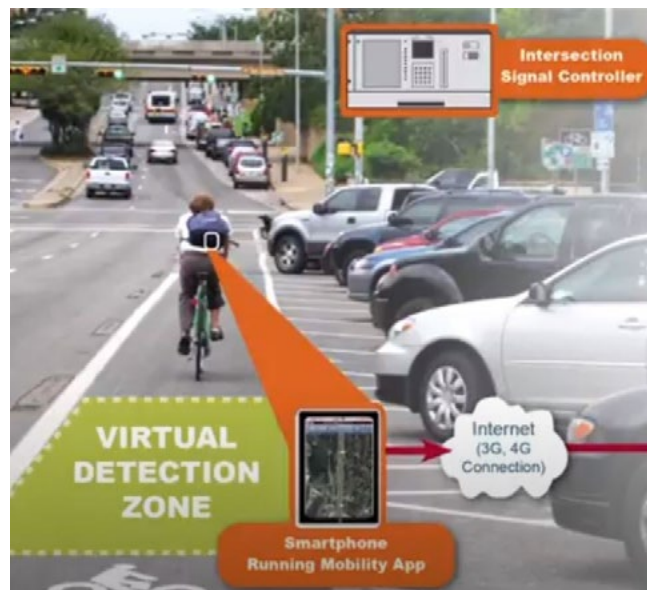 Intersection
Signal Controller
VIRTUAL
DETECTION
ZONE
Internet
(3G, 4G
Connection)
Smartphone
Running Mobility App